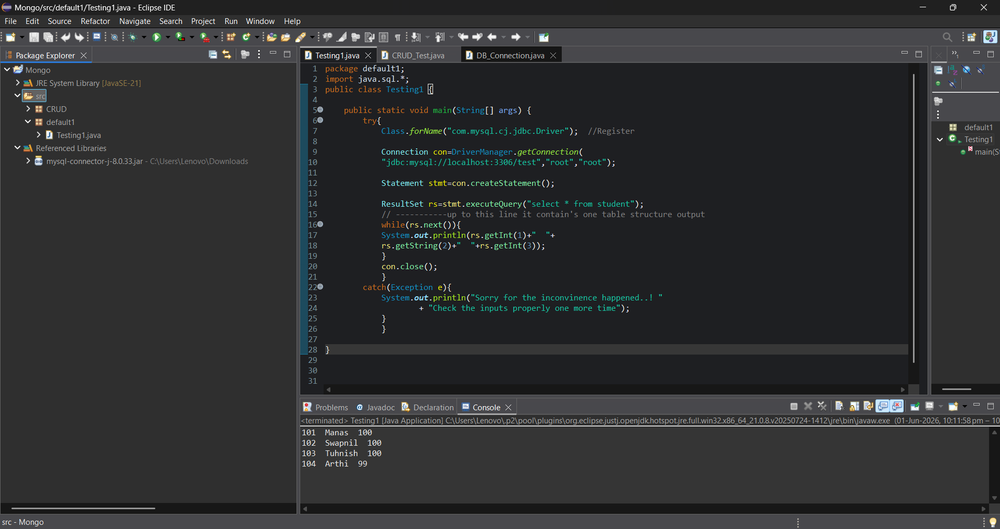 Mongo/src/default1/Testing1.java - Eclipse IDE
File Edit Source Refactor Navigate Search Project Run Window Help
Package Explorer
Mongo
JRE System Library [JavaSE-21]
src
CRUD
default1
Testing1.java
Referenced Libraries
mysql-connector-j-8.0.33.jar - C:\Users\Lenovo\Downloads
Testing1.java CRUD_Test.java DB_Connection.java
1 package default1;
2 import java.sql.*;
3 public class Testing1 {
4
5 public static void main(String[] args) {
6 try{
7 Class.forName("com.mysql.cj.jdbc.Driver");  //Register
8
9 Connection con=DriverManager.getConnection(
10 "jdbc:mysql://localhost:3306/test","root","root");
11
12 Statement stmt=con.createStatement();
13
14 ResultSet rs=stmt.executeQuery("select * from student");
15 // -----------up to this line it contain's one table structure output
16 while(rs.next()){
17 System.out.println(rs.getInt(1)+"  "+
18 rs.getString(2)+"  "+rs.getInt(3));
19 }
20 con.close();
21 }
22 catch(Exception e){
23 System.out.println("Sorry for the inconvinence happened..! "
24 + "Check the inputs properly one more time");
25 }
26 }
27
28 }
29
30
31
default1
Testing1
main(S
Problems Javadoc Declaration Console
<terminated> Testing1 [Java Application] C:\Users\Lenovo\.p2\pool\plugins\org.eclipse.justj.openjdk.hotspot.jre.full.win32.x86_64_21.0.8.v20250724-1412\jre\bin\javaw.exe (01-Jun-2026, 10:11:58 pm – 10
101  Manas  100
102  Swapnil  100
103  Tuhnish  100
104  Arthi  99
src - Mongo